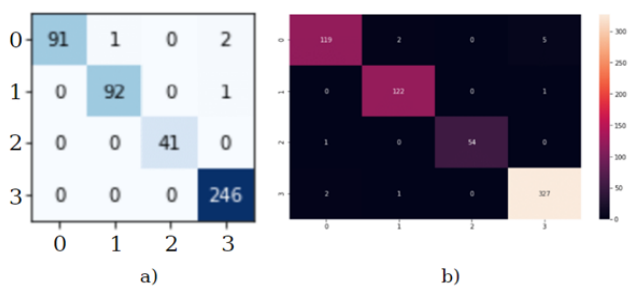 0 91 1 0 2
1 0 92 0 1
2 0 0 41 0
3 0 0 0 246
0 1 2 3
a)
0 119 2 0 5
1 0 122 0 1
2 1 0 54 0
3 2 1 0 327
0 1 2 3
300
250
200
150
100
50
0
b)